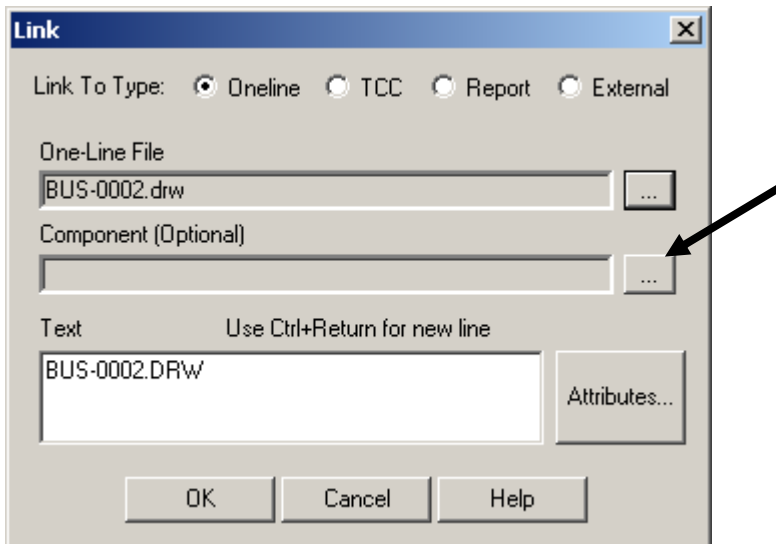 Link
Link To Type: Oneline TCC Report External
One-Line File
BUS-0002.drw ...
Component (Optional)
...
Text Use Ctrl+Return for new line
BUS-0002.DRW
Attributes...
OK Cancel Help